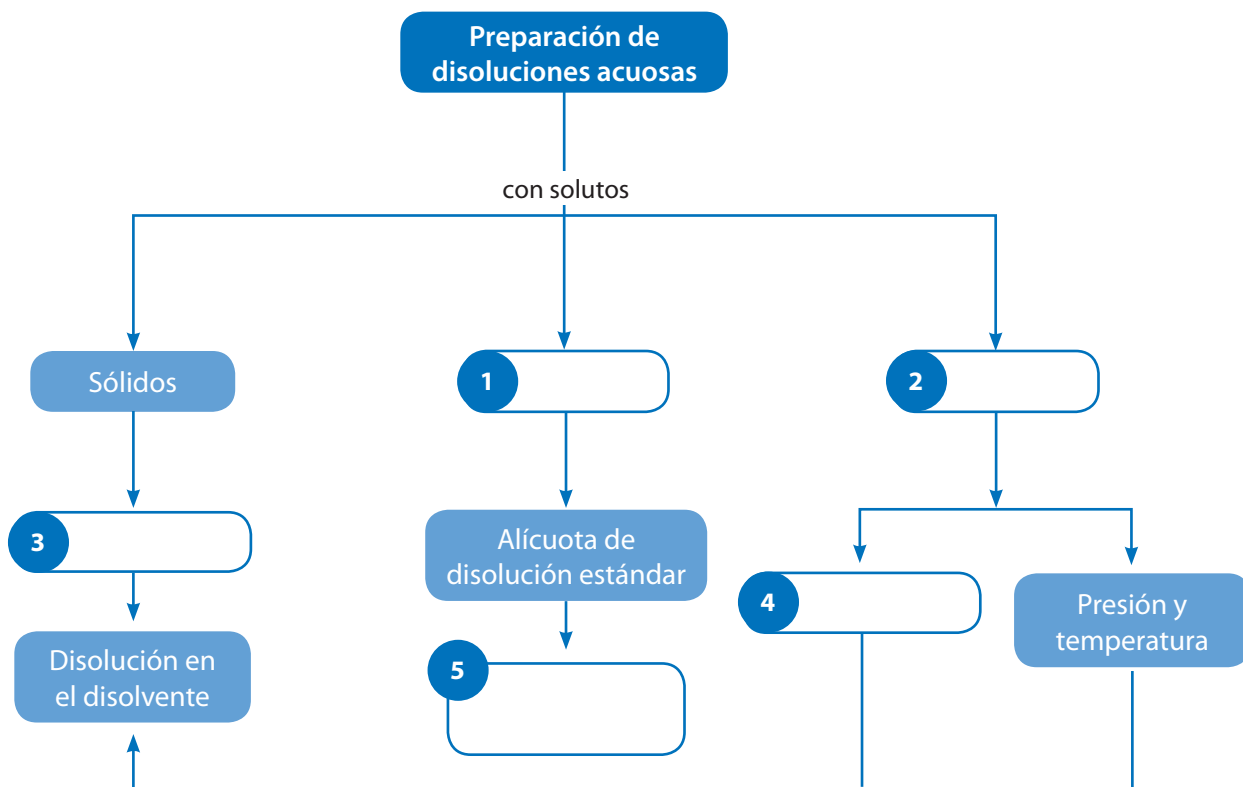 Preparación de
disoluciones acuosas
con solutos
Sólidos
1
2
3
Alícuota de
disolución estándar
4
Presión y
temperatura
Disolución en
el disolvente
5